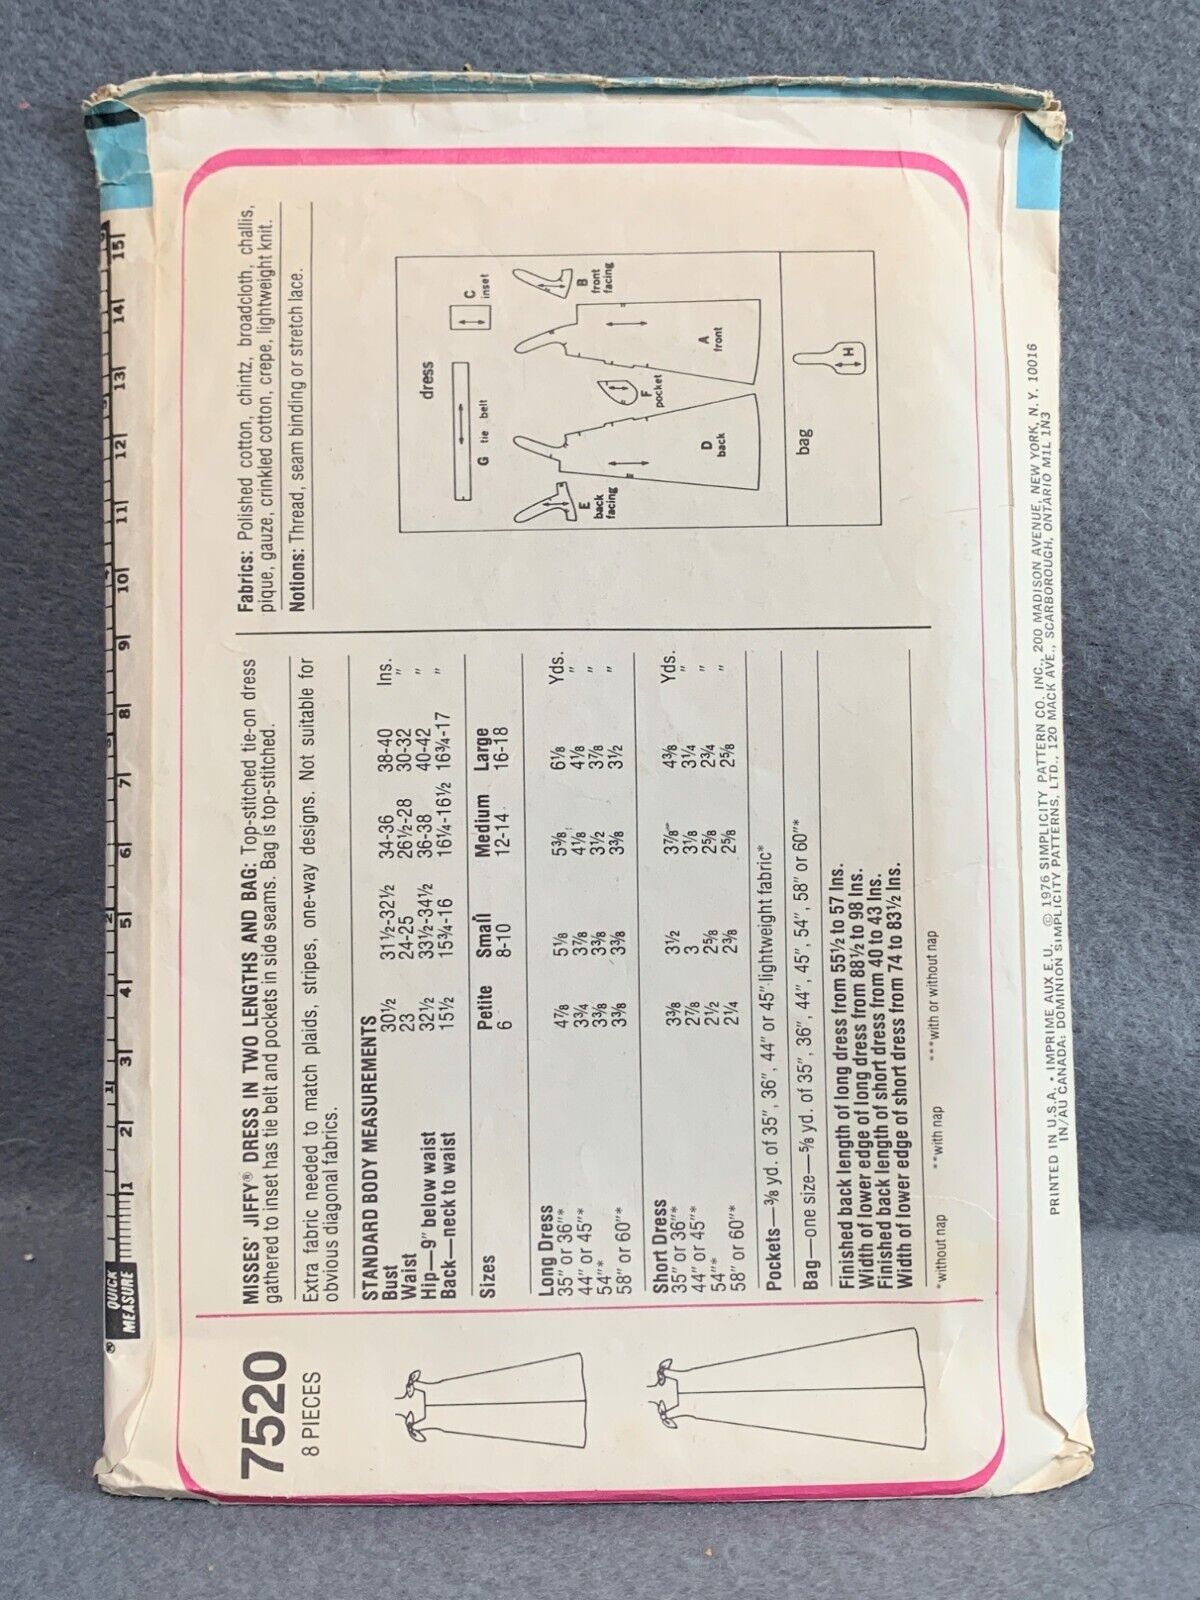 7520
8 PIECES
MISSES' JIFFY® DRESS IN TWO LENGTHS AND BAG: Top-stitched tie-on dress
gathered to inset has tie belt and pockets in side seams. Bag is top-stitched.
Extra fabric needed to match plaids, stripes, one-way designs. Not suitable for
obvious diagonal fabrics.
STANDARD BODY MEASUREMENTS
Bust 30½ 31½-32½ 34-36 38-40 Ins.
Waist 23 24-25 26½-28 30-32 "
Hip—9" below waist 32½ 33½-34½ 36-38 40-42 "
Back—neck to waist 15½ 15¾-16 16¼-16½ 16¾-17 "
Petite Small Medium Large
Sizes 6 8-10 12-14 16-18
Long Dress
35" or 36"* 4⅞ 5⅛ 5⅜ 6⅛ Yds.
44" or 45"* 3¾ 3⅞ 4⅛ 4⅛ "
54"* 3⅜ 3⅜ 3½ 3⅞ "
58" or 60"* 3⅜ 3⅜ 3⅜ 3½ "
Short Dress
35" or 36"* 3⅜ 3½ 3⅞ 4⅜ Yds.
44" or 45"* 2⅞ 3 3⅛ 3¼ "
54"* 2½ 2⅝ 2⅝ 2¾ "
58" or 60"* 2¼ 2⅜ 2⅝ 2⅝ "
Pockets—⅜ yd. of 35", 36", 44" or 45" lightweight fabric*
Bag—one size—⅝ yd. of 35", 36", 44", 45", 54", 58" or 60"*
Finished back length of long dress from 55½ to 57 Ins.
Width of lower edge of long dress from 88½ to 98 Ins.
Finished back length of short dress from 40 to 43 Ins.
Width of lower edge of short dress from 74 to 83½ Ins.
*without nap **with nap ***with or without nap
Fabrics: Polished cotton, chintz, broadcloth, challis,
pique, gauze, crinkled cotton, crepe, lightweight knit.
Notions: Thread, seam binding or stretch lace.
dress
G tie belt
C
inset
E
back
facing
D
back
F
pocket
A
front
B
front
facing
bag
H
PRINTED IN U.S.A. • IMPRIME AUX E.U. © 1976 SIMPLICITY PATTERN CO. INC., 200 MADISON AVENUE, NEW YORK, N.Y. 10016
IN/AU CANADA: DOMINION SIMPLICITY PATTERNS, LTD., 120 MACK AVE., SCARBOROUGH, ONTARIO M1L 1N3
QUICK
MEASURE
®
1 2 3 4 5 6 7 8 9 10 11 12 13 14 15